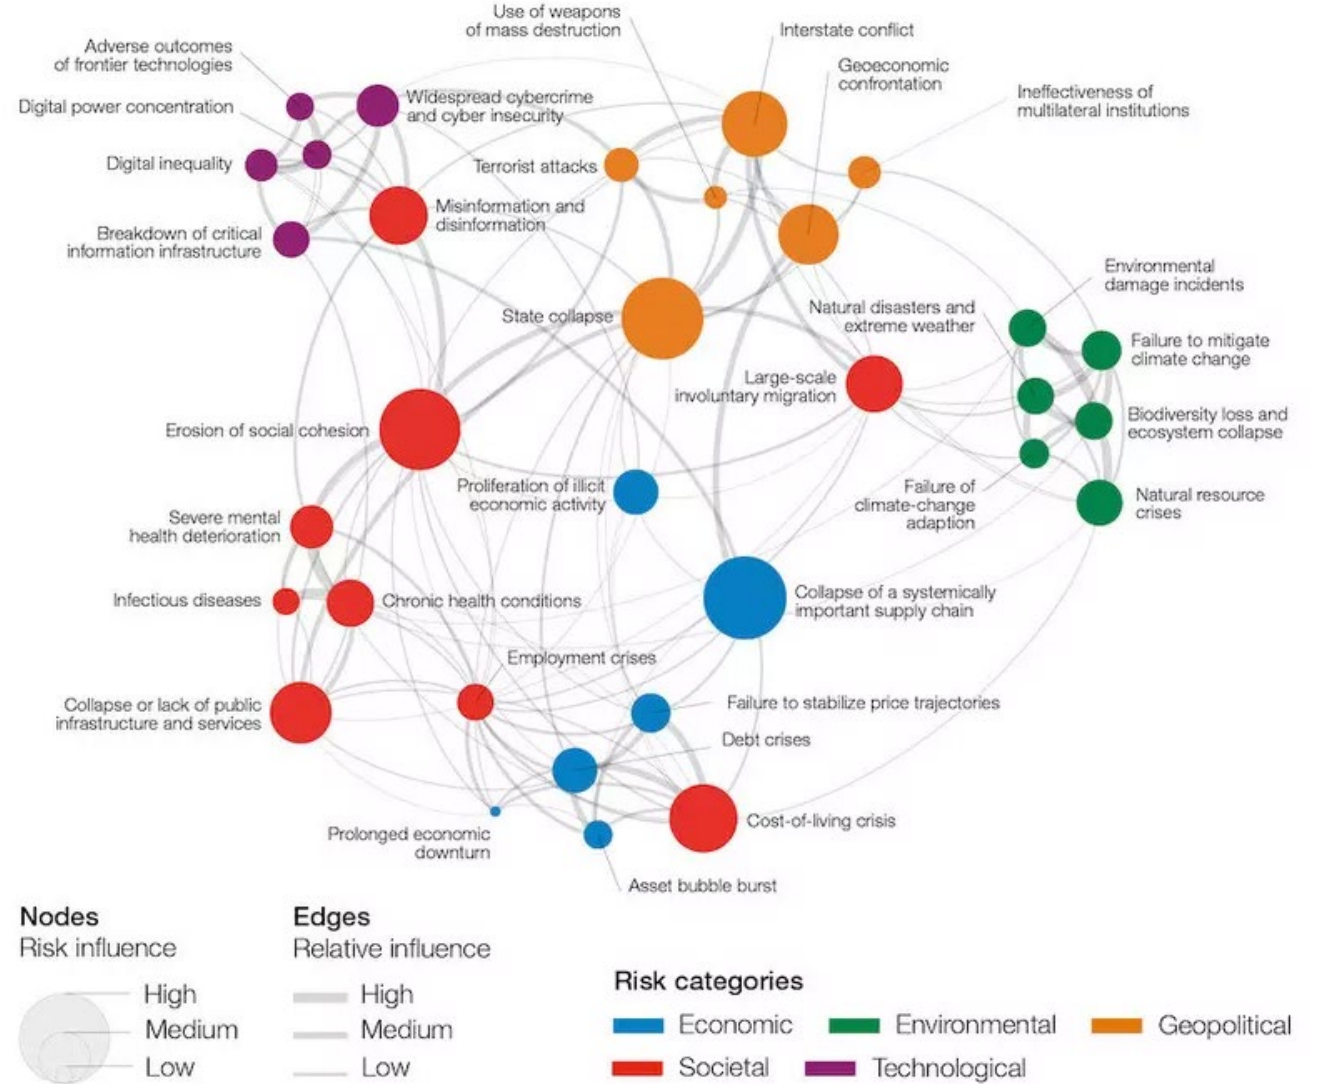 Use of weapons
of mass destruction
Interstate conflict
Adverse outcomes
of frontier technologies
Geoeconomic
confrontation
Ineffectiveness of
multilateral institutions
Digital power concentration
Widespread cybercrime
and cyber insecurity
Digital inequality
Terrorist attacks
Misinformation and
disinformation
Breakdown of critical
information infrastructure
Environmental
damage incidents
Natural disasters and
extreme weather
State collapse
Failure to mitigate
climate change
Large-scale
involuntary migration
Biodiversity loss and
ecosystem collapse
Erosion of social cohesion
Proliferation of illicit
economic activity
Failure of
climate-change
adaption
Natural resource
crises
Severe mental
health deterioration
Infectious diseases
Chronic health conditions
Collapse of a systemically
important supply chain
Employment crises
Collapse or lack of public
infrastructure and services
Failure to stabilize price trajectories
Debt crises
Prolonged economic
downturn
Cost-of-living crisis
Asset bubble burst
Nodes
Risk influence
High
Medium
Low
Edges
Relative influence
High
Medium
Low
Risk categories
Economic
Environmental
Geopolitical
Societal
Technological